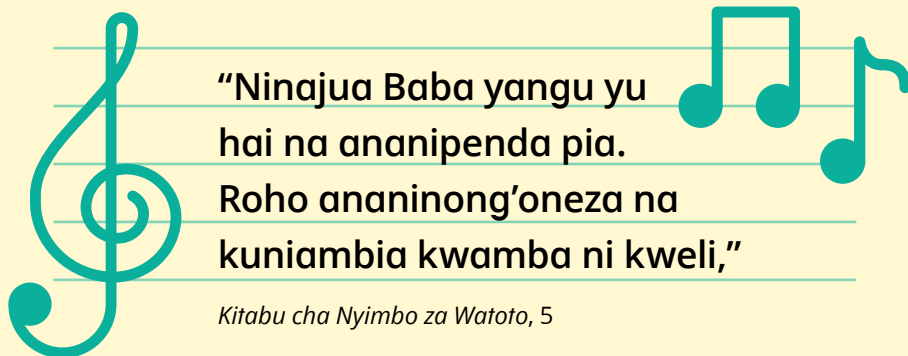 “Ninajua Baba yangu yu
hai na ananipenda pia.
Roho ananinong’oneza na
kuniambia kwamba ni kweli,”
Kitabu cha Nyimbo za Watoto, 5